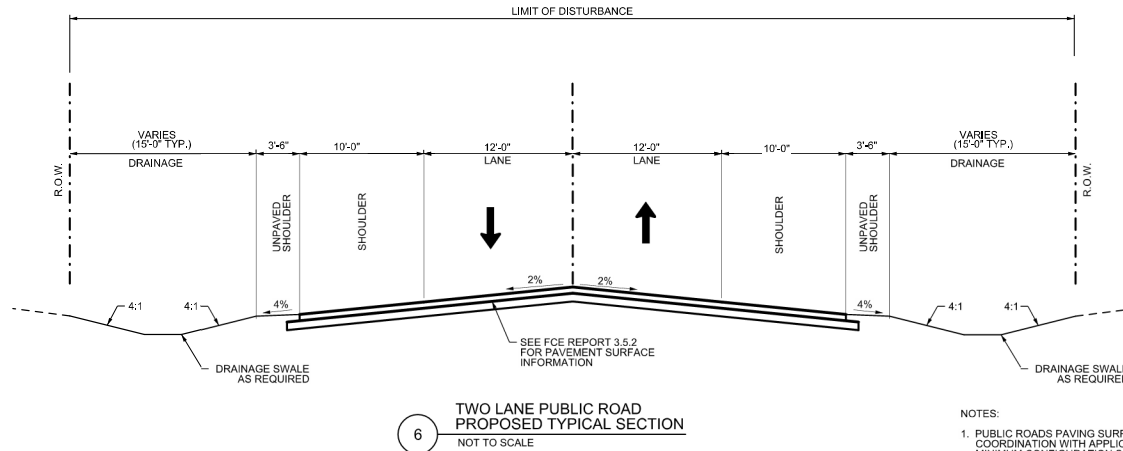 LIMIT OF DISTURBANCE
VARIES
(15'-0" TYP.)
DRAINAGE
3'-6"
10'-0"
12'-0"
LANE
12'-0"
LANE
10'-0"
3'-6"
VARIES
(15'-0" TYP.)
DRAINAGE
R.O.W.
UNPAVED
SHOULDER
SHOULDER
SHOULDER
UNPAVED
SHOULDER
R.O.W.
4:1
4:1
4%
2%
2%
4%
4:1
4:1
DRAINAGE SWALE
AS REQUIRED
SEE FCE REPORT 3.5.2
FOR PAVEMENT SURFACE
INFORMATION
DRAINAGE SWALE
AS REQUIRED
6
TWO LANE PUBLIC ROAD
PROPOSED TYPICAL SECTION
NOT TO SCALE
NOTES:
1. PUBLIC ROADS PAVING
COORDINATION WITH